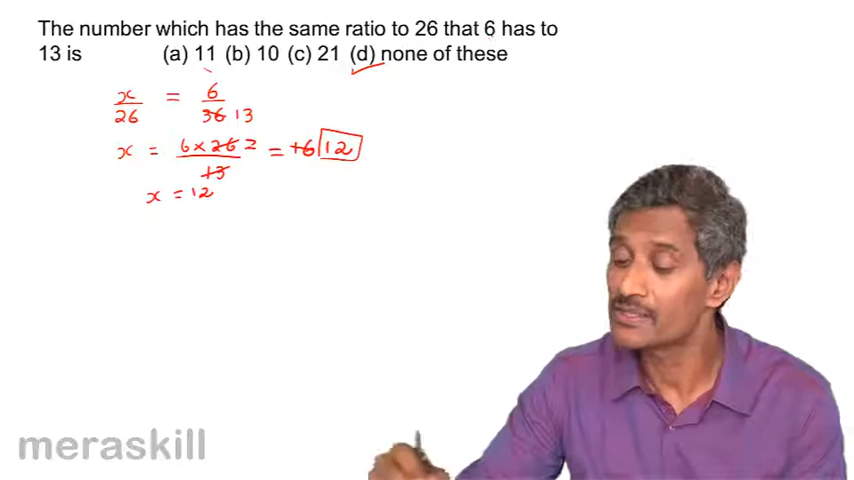 The number which has the same ratio to 26 that 6 has to
13 is (a) 11 (b) 10 (c) 21 (d) none of these
x/26 = 6/36 13
x = 6 x 26 2/13 = 16 12
x = 12
meraskill